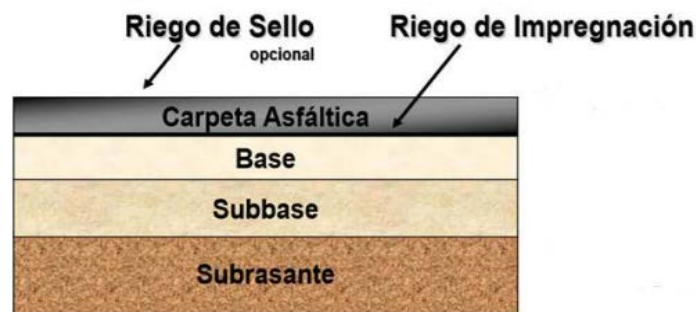 Riego de Sello
opcional
Riego de Impregnación
Carpeta Asfáltica
Base
Subbase
Subrasante